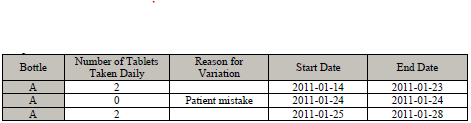 Bottle Number of Tablets Taken Daily Reason for Variation Start Date End Date
A 2 2011-01-14 2011-01-23
A 0 Patient mistake 2011-01-24 2011-01-24
A 2 2011-01-25 2011-01-28